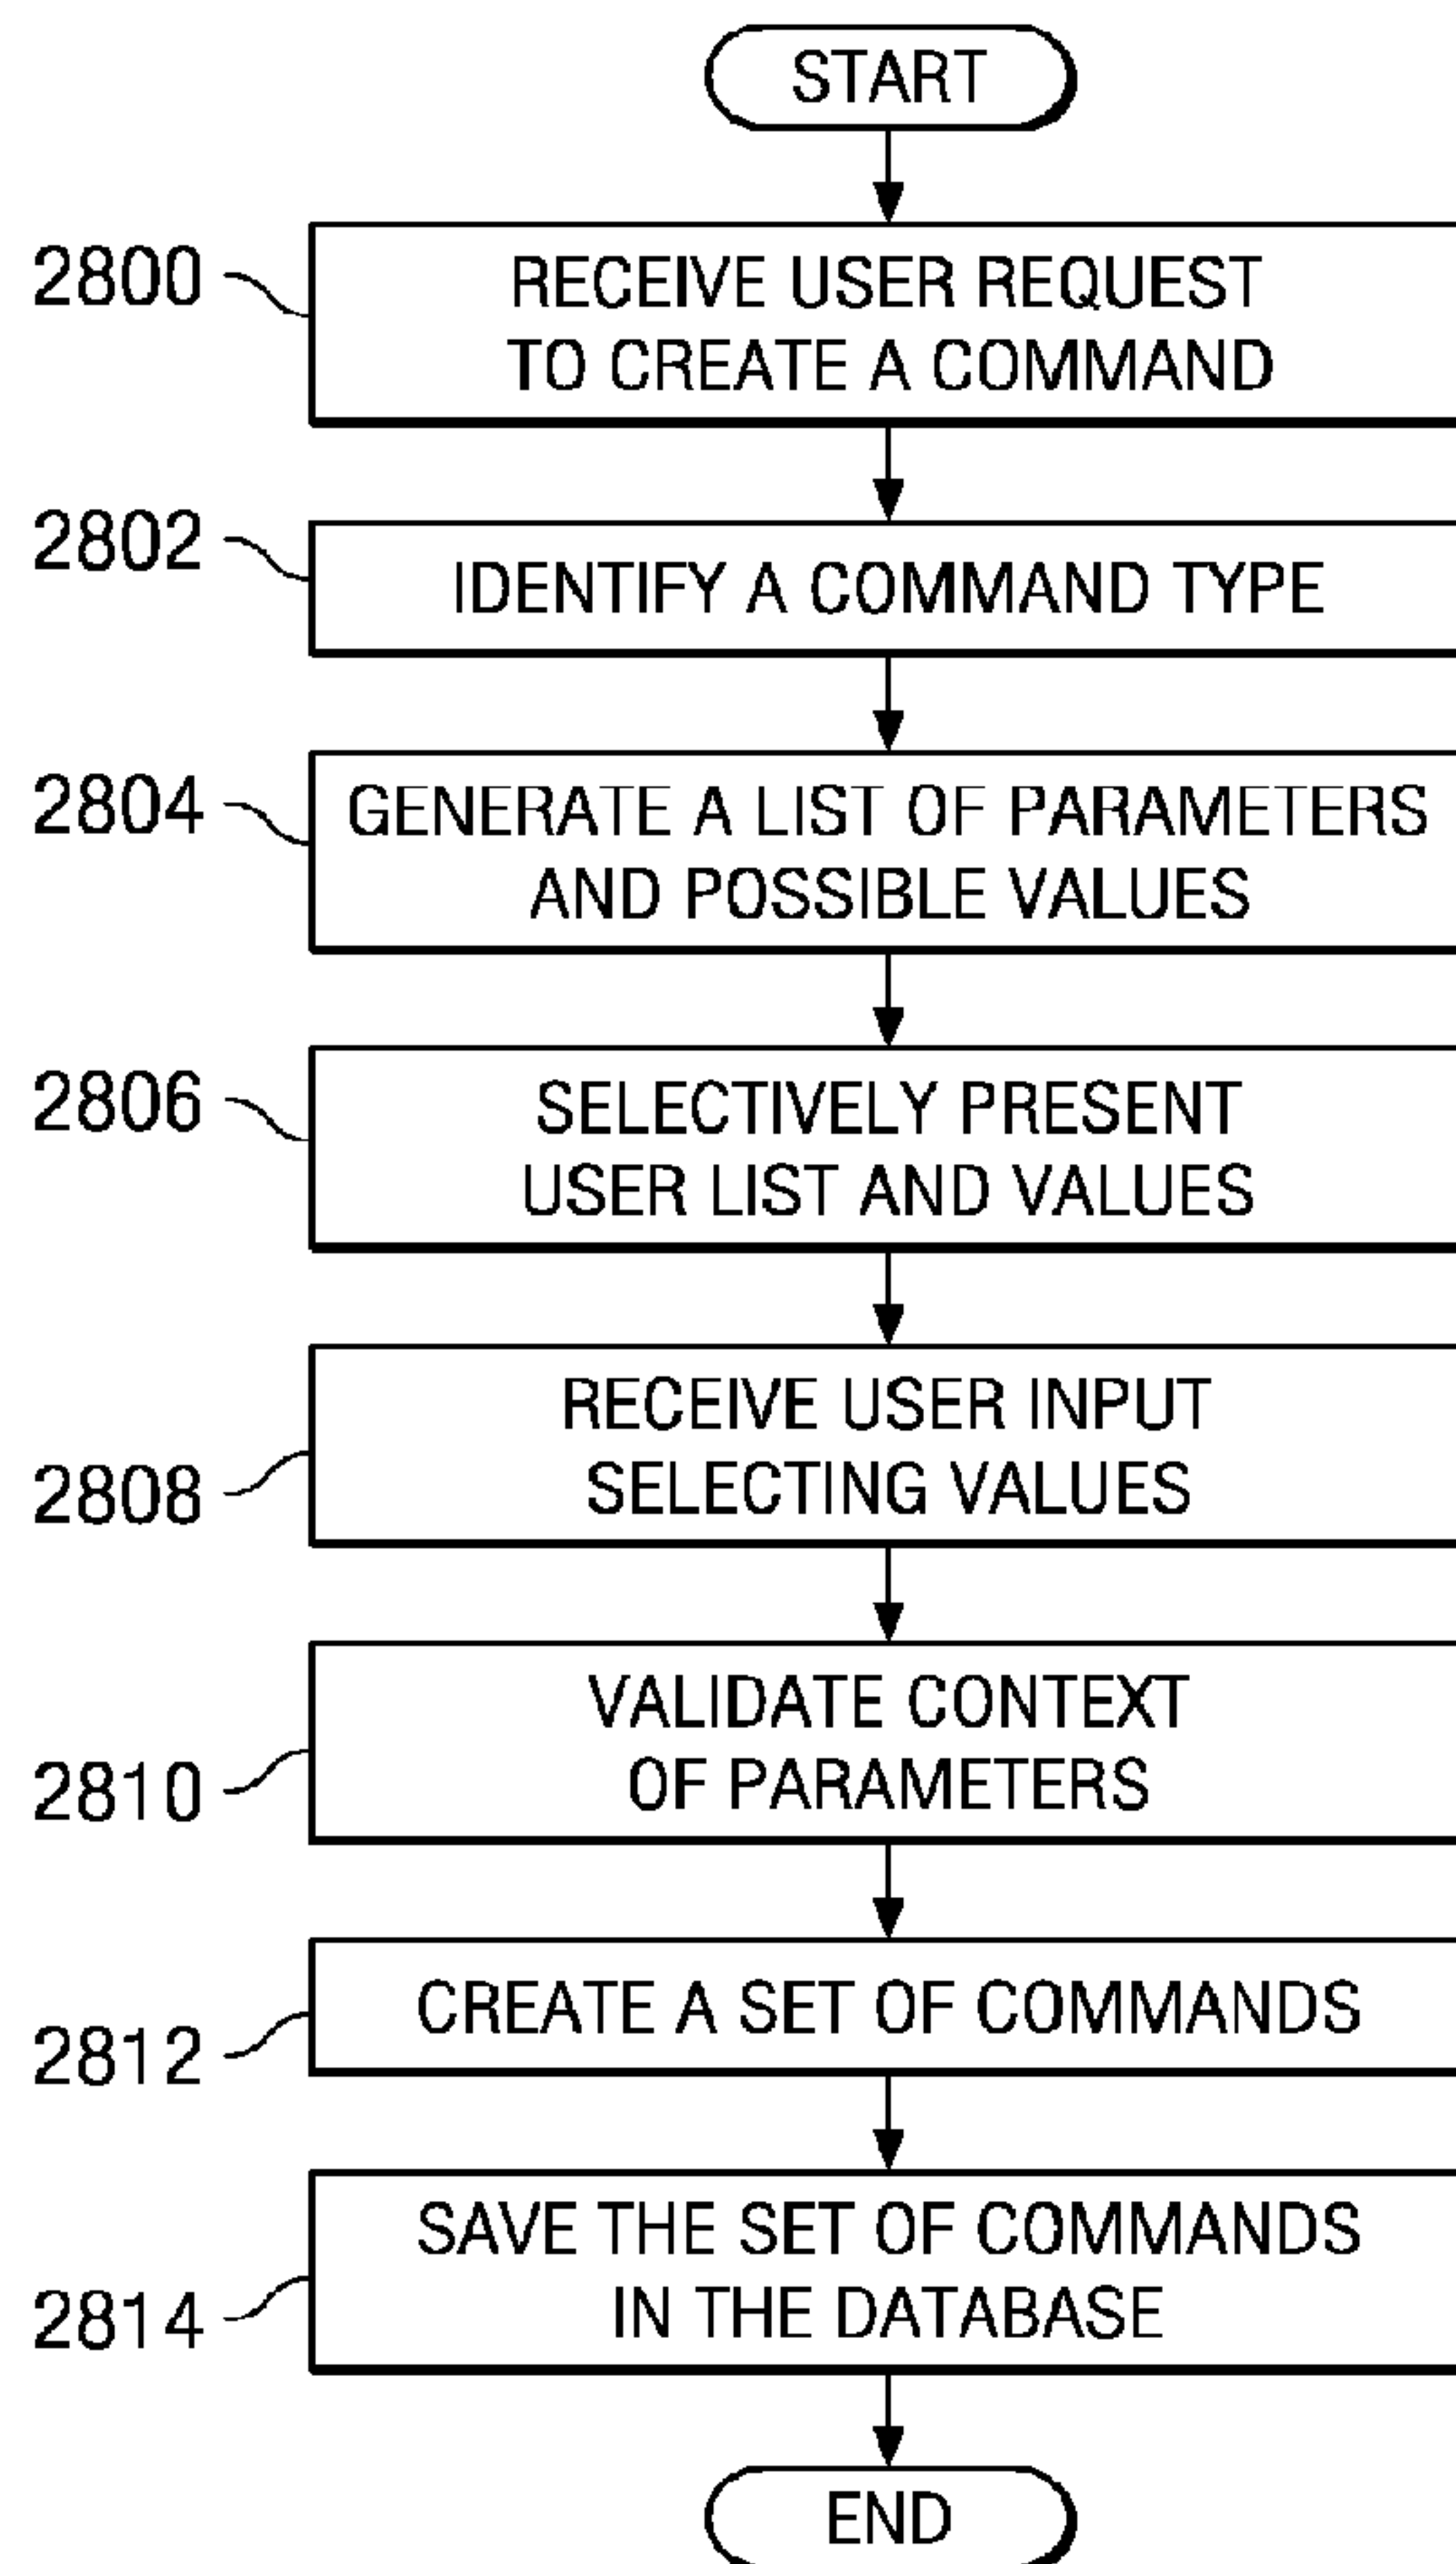 START
2800
RECEIVE USER REQUEST
TO CREATE A COMMAND
2802
IDENTIFY A COMMAND TYPE
2804
GENERATE A LIST OF PARAMETERS
AND POSSIBLE VALUES
2806
SELECTIVELY PRESENT
USER LIST AND VALUES
RECEIVE USER INPUT
SELECTING VALUES
2808
VALIDATE CONTEXT
OF PARAMETERS
2810
CREATE A SET OF COMMANDS
2812
SAVE THE SET OF COMMANDS
IN THE DATABASE
2814
END